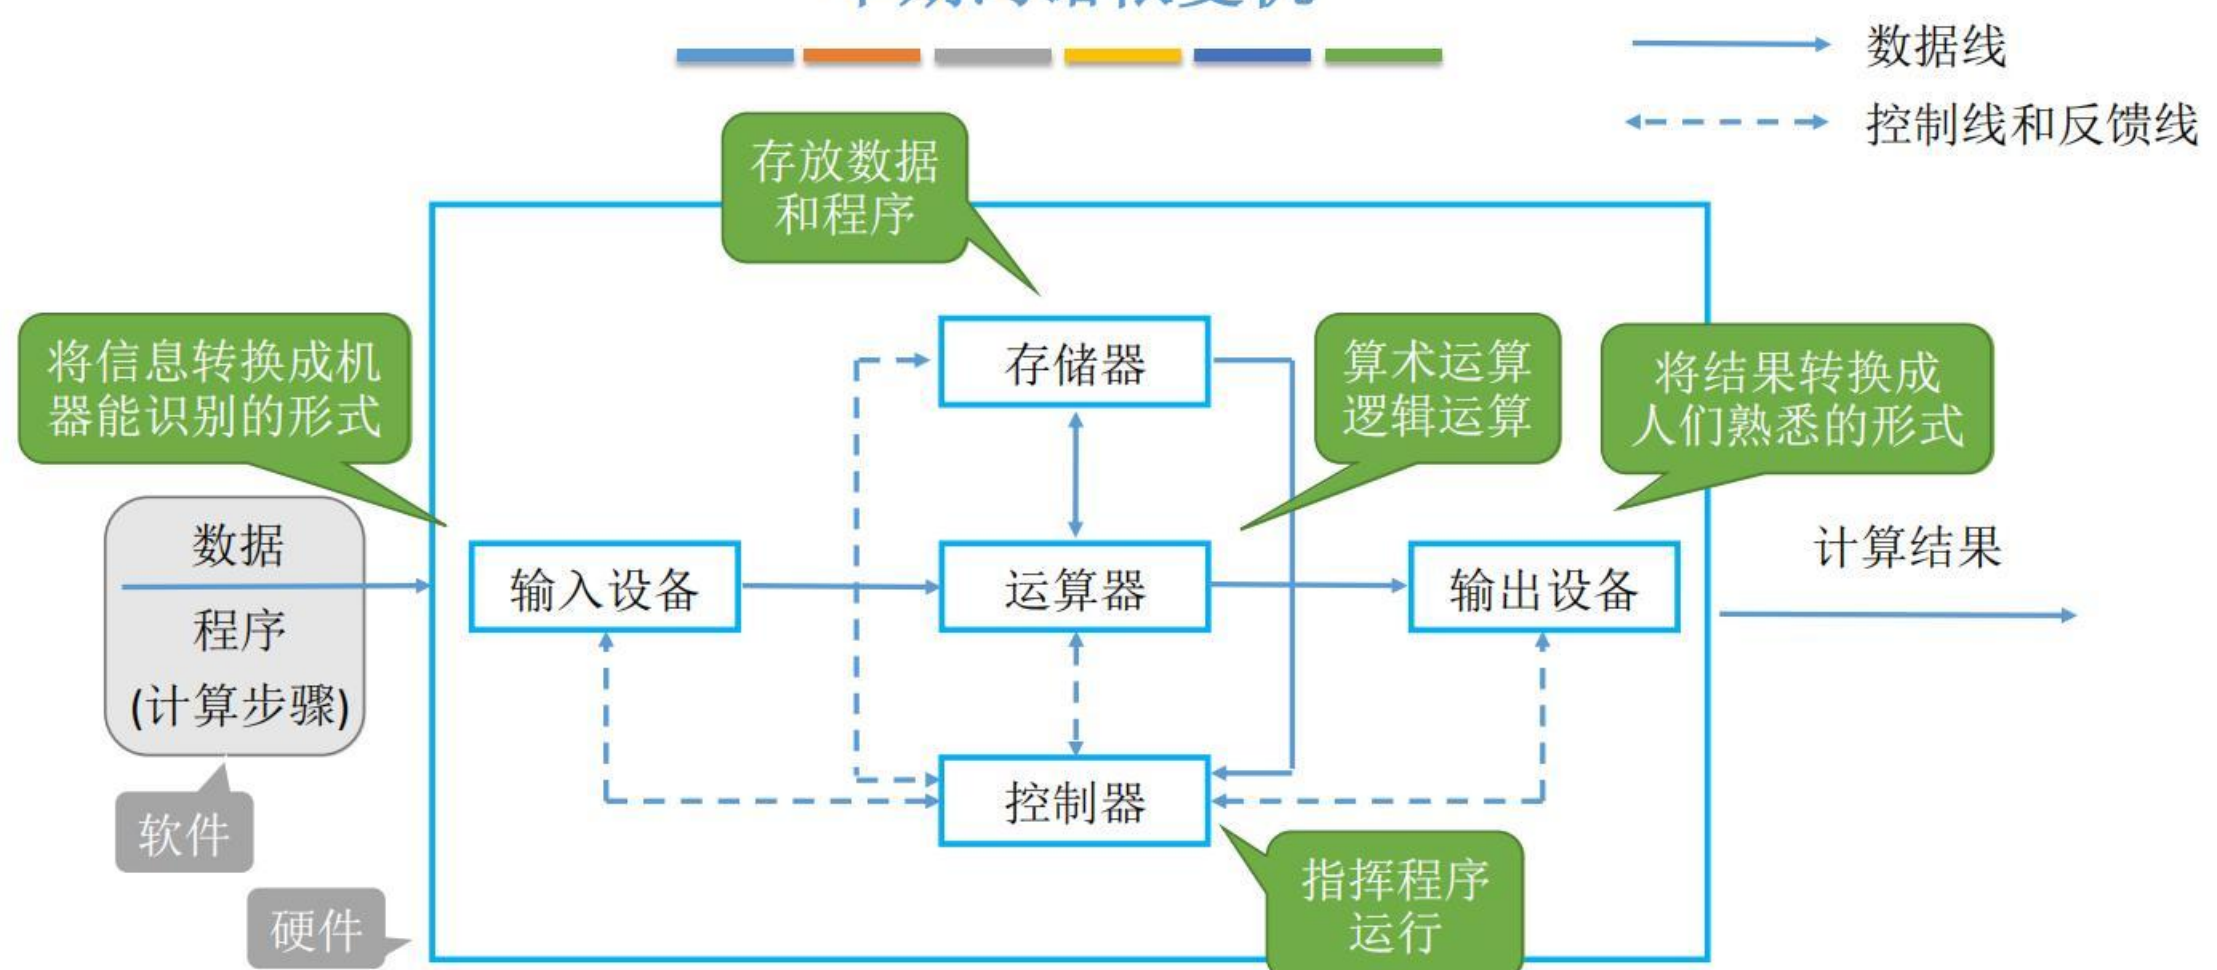 数据线
控制线和反馈线
存放数据
和程序
将信息转换成机
器能识别的形式
存储器
算术运算
逻辑运算
将结果转换成
人们熟悉的形式
数据
程序
(计算步骤)
输入设备
运算器
输出设备
计算结果
控制器
软件
硬件
指挥程序
运行